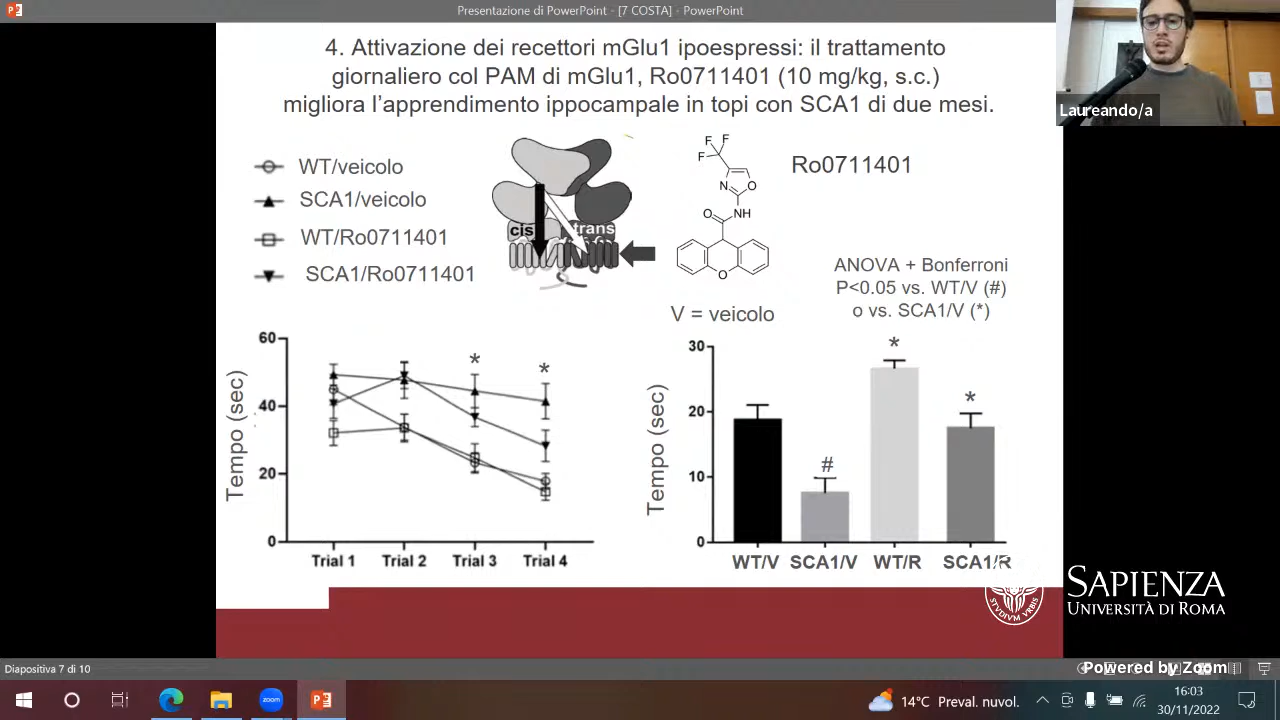 Presentazione di PowerPoint - [7 COSTA] - PowerPoint
4. Attivazione dei recettori mGlu1 ipoespressi: il trattamento
giornaliero col PAM di mGlu1, Ro0711401 (10 mg/kg, s.c.)
migliora l’apprendimento ippocampale in topi con SCA1 di due mesi.
Laureando/a
WT/veicolo
SCA1/veicolo
WT/Ro0711401
SCA1/Ro0711401
cis
trans
F
F
F
N
O
O
NH
O
Ro0711401
ANOVA + Bonferroni
P<0.05 vs. WT/V (#)
o vs. SCA1/V (*)
V = veicolo
Tempo (sec)
60
40
20
0
*
*
Trial 1 Trial 2 Trial 3 Trial 4
Tempo (sec)
30
20
10
0
#
*
*
WT/V SCA1/V WT/R SCA1/R
STVDIVM VRBIS
SAPIENZA
UNIVERSITÀ DI ROMA
Diapositiva 7 di 10
Powered by Zoom
zoom
14°C Preval. nuvol.
16:03
30/11/2022